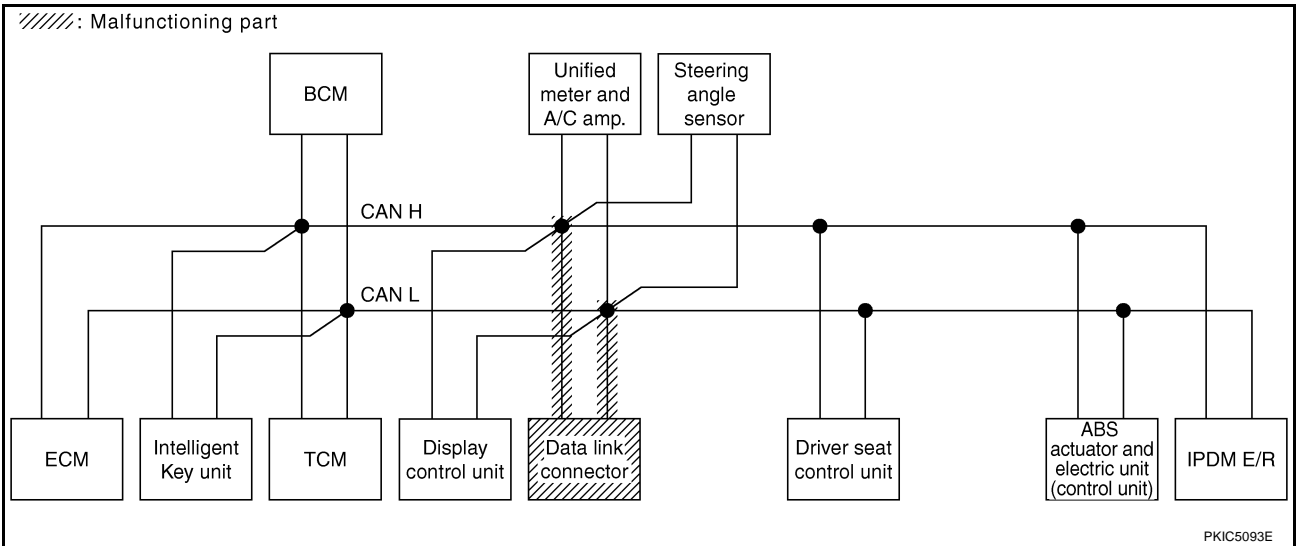 : Malfunctioning part
BCM
Unified
meter and
A/C amp.
Steering
angle
sensor
CAN H
CAN L
ECM
Intelligent
Key unit
TCM
Display
control unit
Data link
connector
Driver seat
control unit
ABS
actuator and
electric unit
(control unit)
IPDM E/R
PKIC5093E